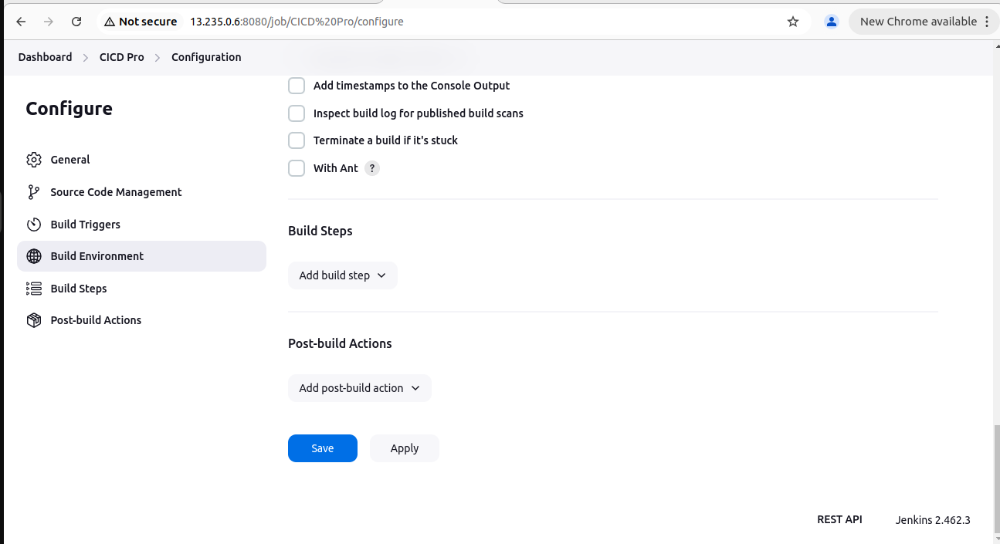 Not secure 13.235.0.6:8080/job/CICD%20Pro/configure New Chrome available
Dashboard CICD Pro Configuration
Configure
General
Source Code Management
Build Triggers
Build Environment
Build Steps
Post-build Actions
Add timestamps to the Console Output
Inspect build log for published build scans
Terminate a build if it's stuck
With Ant ?
Build Steps
Add build step
Post-build Actions
Add post-build action
Save Apply
REST API Jenkins 2.462.3